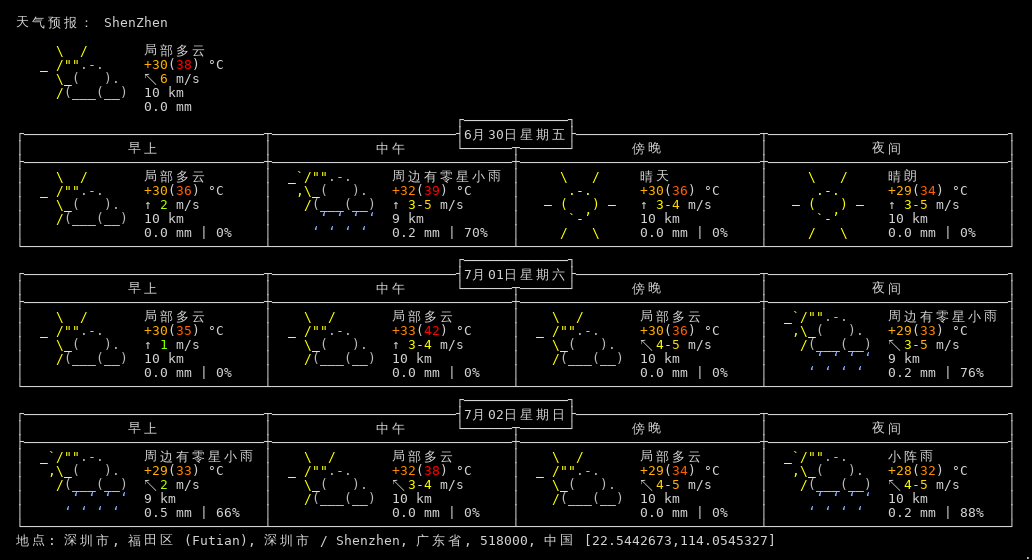 天气预报： ShenZhen
局部多云
+30(38) °C
↖ 6 m/s
10 km
0.0 mm
6月30日星期五
早上 中午 傍晚 夜间
局部多云 周边有零星小雨 晴天 晴朗
+30(36) °C +32(39) °C +30(36) °C +29(34) °C
↑ 2 m/s ↑ 3-5 m/s ↑ 3-4 m/s ↑ 3-5 m/s
10 km 9 km 10 km 10 km
0.0 mm | 0% 0.2 mm | 70% 0.0 mm | 0% 0.0 mm | 0%
7月01日星期六
早上 中午 傍晚 夜间
局部多云 局部多云 局部多云 周边有零星小雨
+30(35) °C +33(42) °C +30(36) °C +29(33) °C
↑ 1 m/s ↑ 3-4 m/s ↖ 4-5 m/s ↖ 3-5 m/s
10 km 10 km 10 km 9 km
0.0 mm | 0% 0.0 mm | 0% 0.0 mm | 0% 0.2 mm | 76%
7月02日星期日
早上 中午 傍晚 夜间
周边有零星小雨 局部多云 局部多云 小阵雨
+29(33) °C +32(38) °C +29(34) °C +28(32) °C
↖ 2 m/s ↖ 3-4 m/s ↖ 4-5 m/s ↖ 4-5 m/s
9 km 10 km 10 km 10 km
0.5 mm | 66% 0.0 mm | 0% 0.0 mm | 0% 0.2 mm | 88%
地点: 深圳市, 福田区 (Futian), 深圳市 / Shenzhen, 广东省, 518000, 中国 [22.5442673,114.0545327]